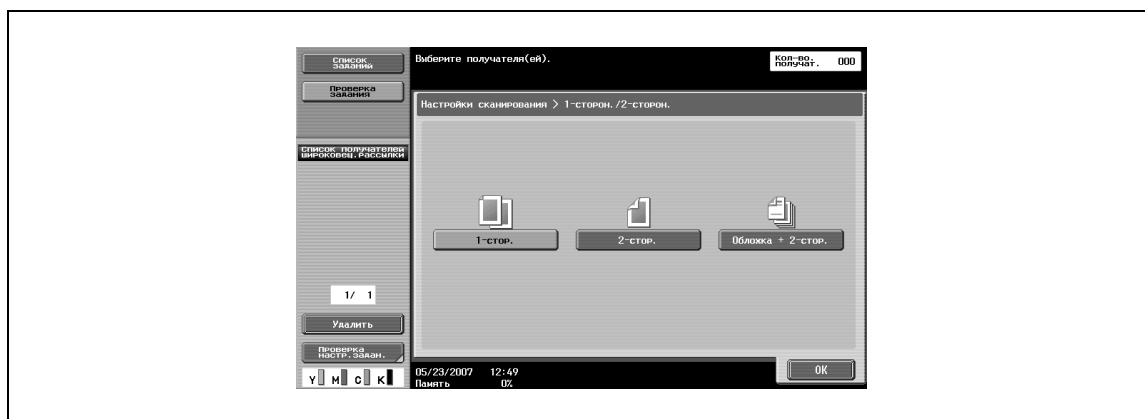 Список
заданий
Проверка
задания
Список получателей
широковещ.рассылки
1/ 1
Удалить
Проверка
настр.задан.
Y M C K
Выберите получателя(ей).
Кол-во.
получат. 000
Настройки сканирования > 1-сторон./2-сторон.
1-стор. 2-стор. Обложка + 2-стор.
05/23/2007 12:49
Память 0%
OK